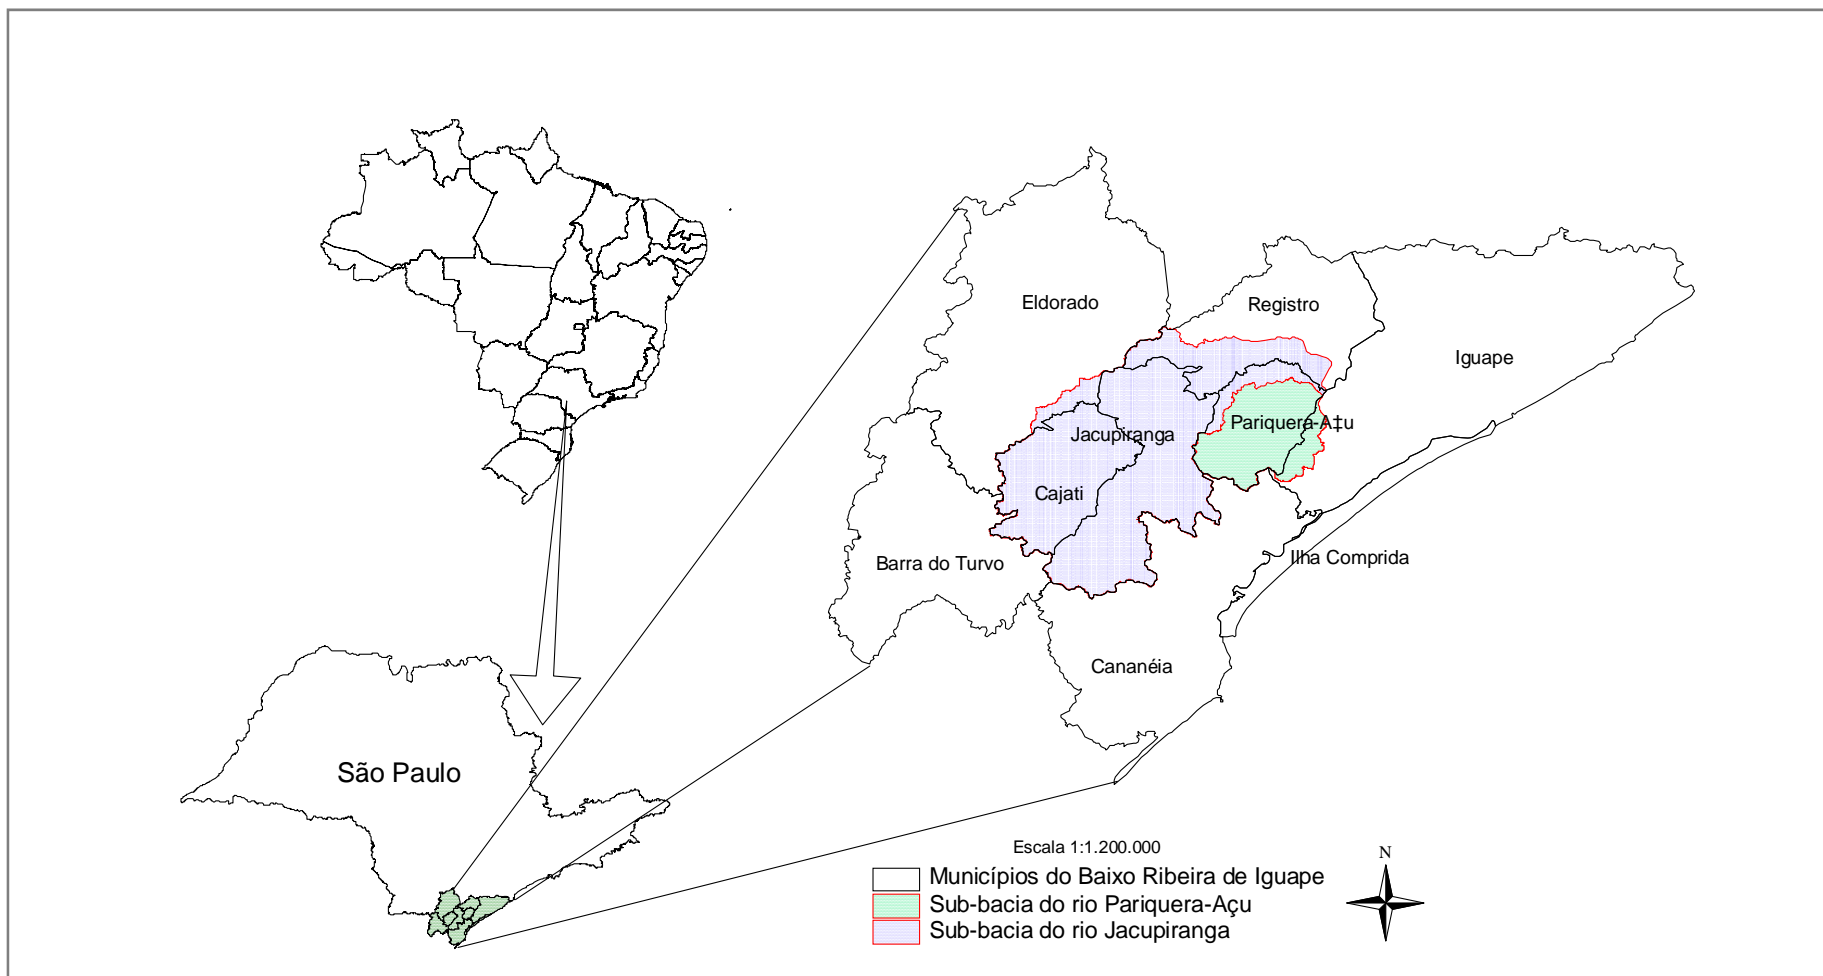 Eldorado
Registro
Iguape
Pariquera-A‡u
Jacupiranga
Cajati
Barra do Turvo
Ilha Comprida
Cananéia
São Paulo
Escala 1:1.200.000
N
Municípios do Baixo Ribeira de Iguape
Sub-bacia do rio Pariquera-Açu
Sub-bacia do rio Jacupiranga